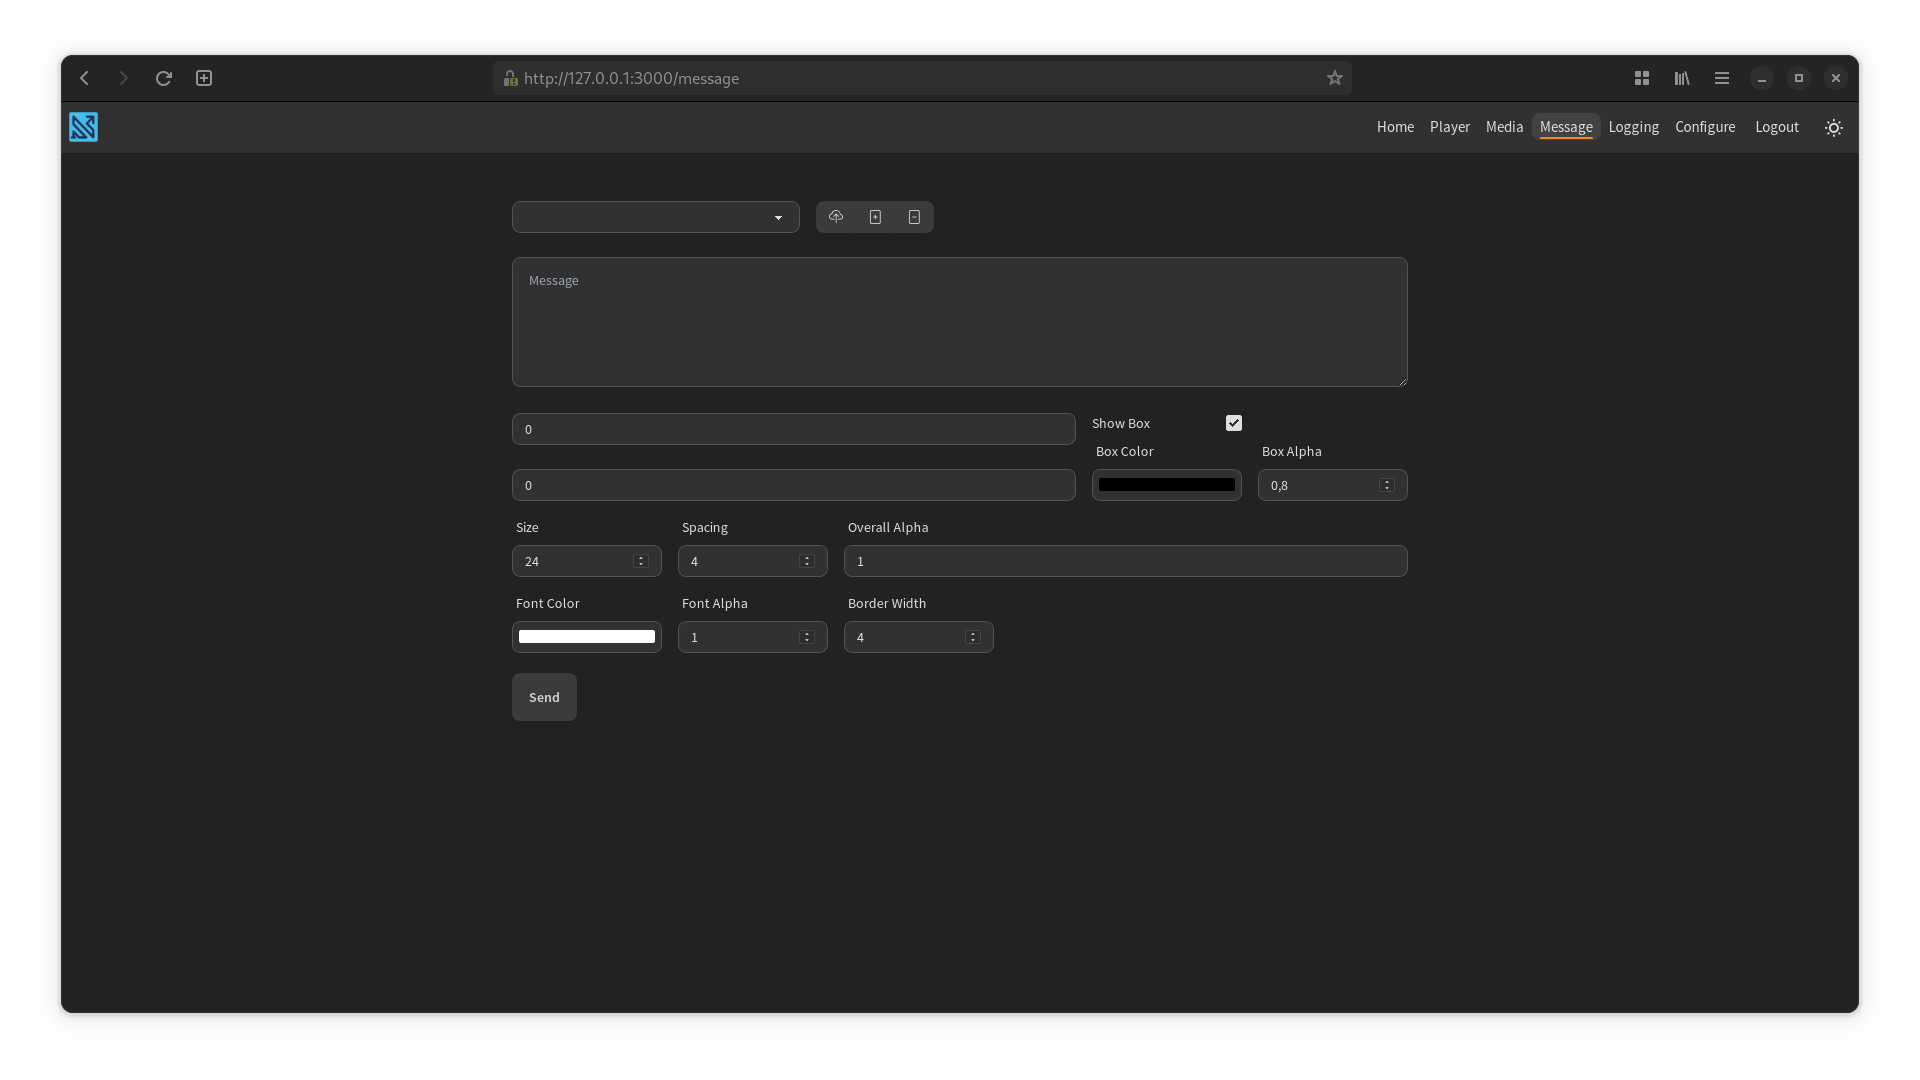 http://127.0.0.1:3000/message
Home Player Media Message Logging Configure Logout
Message
0
Show Box
Box Color Box Alpha
0
0,8
Size Spacing Overall Alpha
24 4 1
Font Color Font Alpha Border Width
1 4
Send